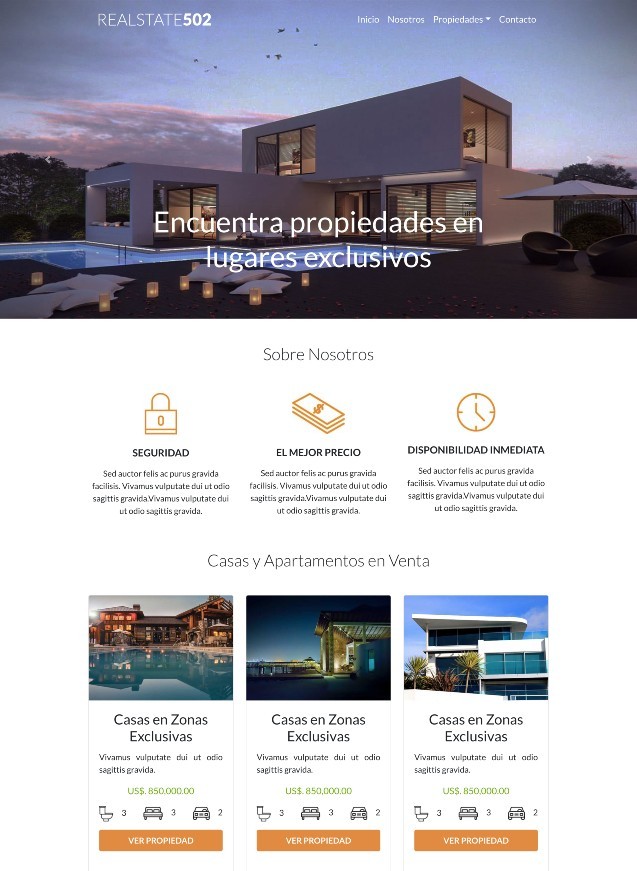 REALSTATE502
Inicio Nosotros Propiedades Contacto
Encuentra propiedades en
lugares exclusivos
Sobre Nosotros
SEGURIDAD
Sed auctor felis ac purus gravida
facilisis. Vivamus vulputate dui ut odio
sagittis gravida.Vivamus vulputate dui
ut odio sagittis gravida.
EL MEJOR PRECIO
Sed auctor felis ac purus gravida
facilisis. Vivamus vulputate dui ut odio
sagittis gravida.Vivamus vulputate dui
ut odio sagittis gravida.
DISPONIBILIDAD INMEDIATA
Sed auctor felis ac purus gravida
facilisis. Vivamus vulputate dui ut odio
sagittis gravida.Vivamus vulputate dui
ut odio sagittis gravida.
Casas y Apartamentos en Venta
Casas en Zonas
Exclusivas
Vivamus vulputate dui ut odio
sagittis gravida.
US$. 850,000.00
3 3 2
VER PROPIEDAD
Casas en Zonas
Exclusivas
Vivamus vulputate dui ut odio
sagittis gravida.
US$. 850,000.00
3 3 2
VER PROPIEDAD
Casas en Zonas
Exclusivas
Vivamus vulputate dui ut odio
sagittis gravida.
US$. 850,000.00
3 3 2
VER PROPIEDAD